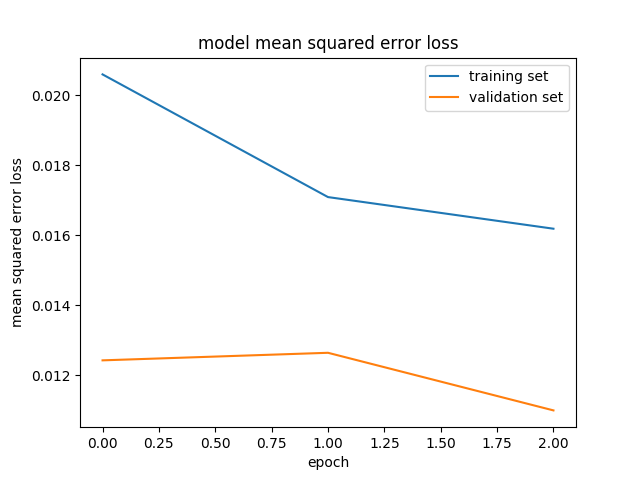 model mean squared error loss
training set
validation set
mean squared error loss
0.020
0.018
0.016
0.014
0.012
0.00 0.25 0.50 0.75 1.00 1.25 1.50 1.75 2.00
epoch